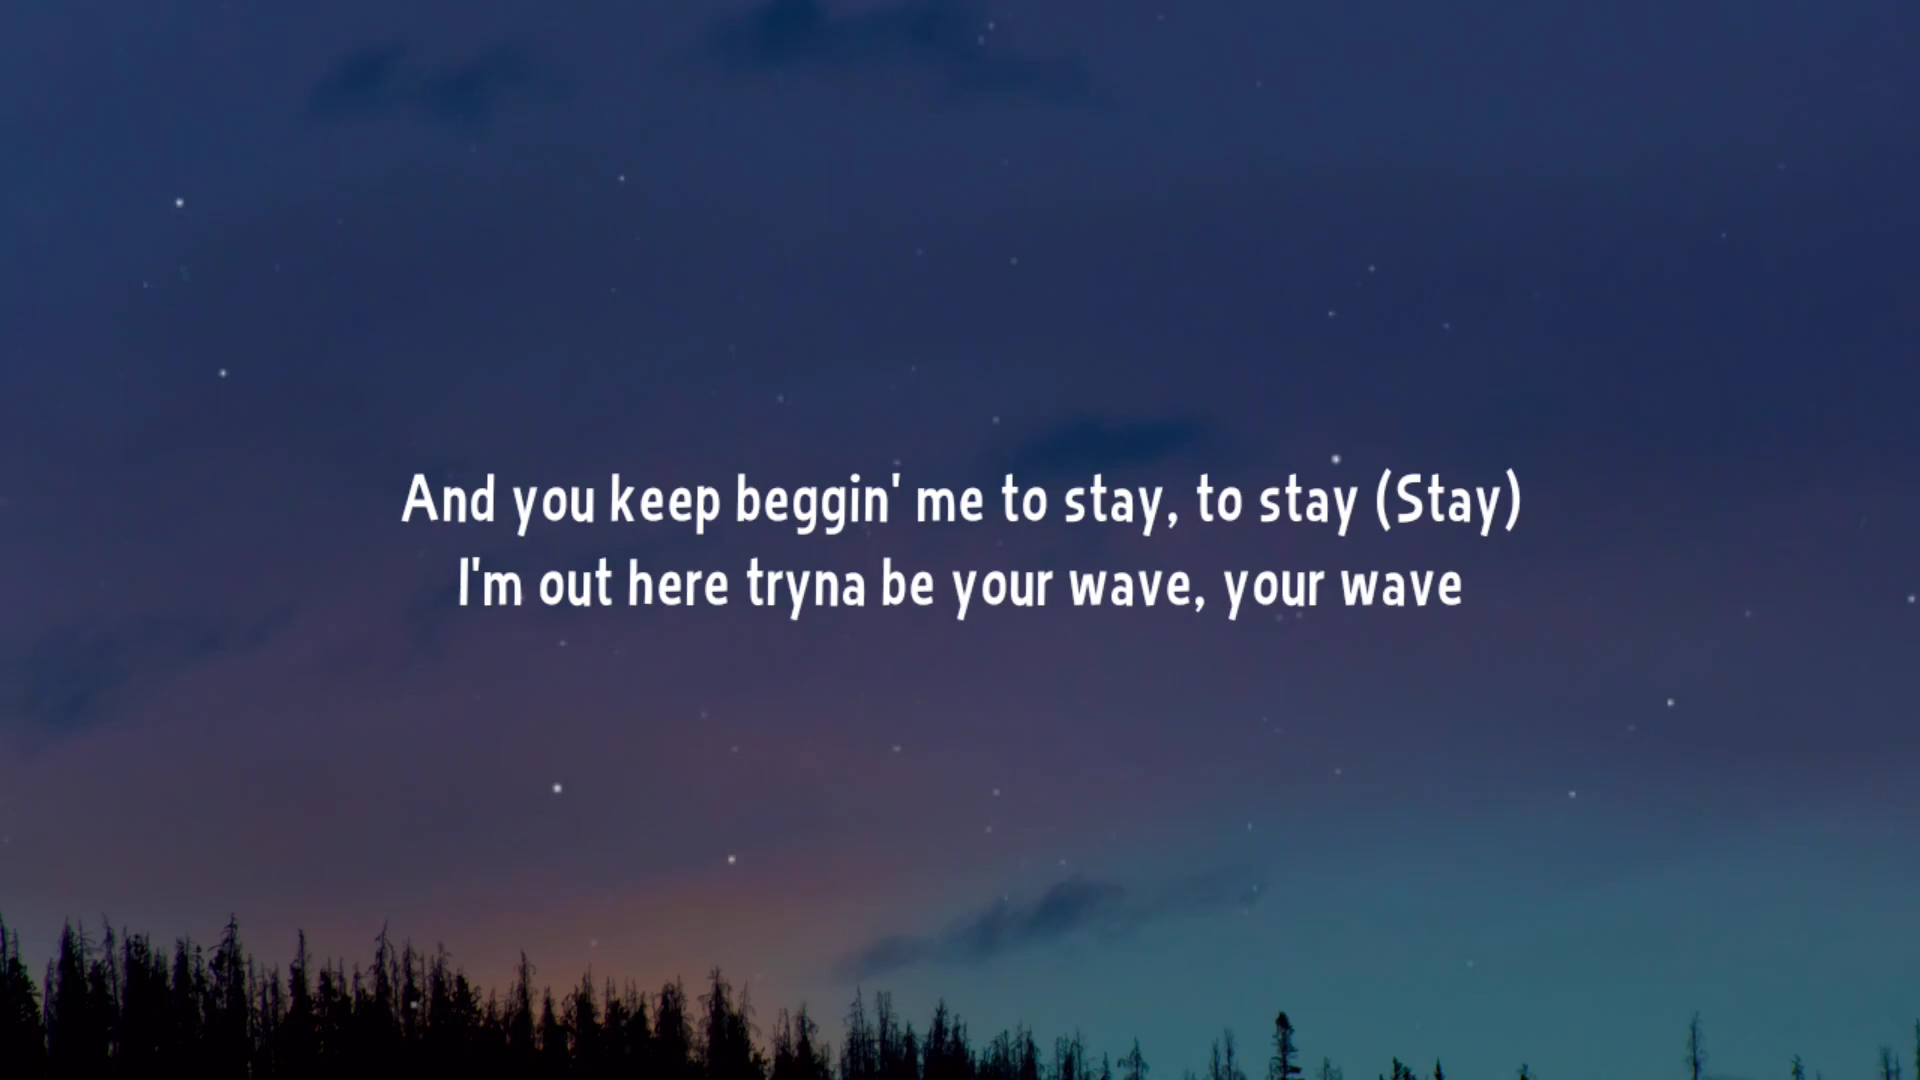 And you keep beggin' me to stay, to stay (Stay)
I'm out here tryna be your wave, your wave